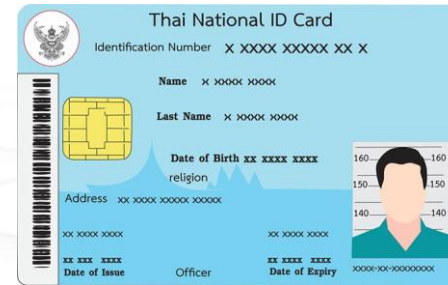 Thai National ID Card
Identification Number X XXXX XXXXX XX X
Name X XXXX XXXX
Last Name X XXXX XXXX
Date of Birth xx xxxx xxxx
religion
Address xx xxxx xxxxx xxxxx
160 160
150 150
140 140
xx xxxx xxxx xx xxxx xxxx
xx xxx xxxx xx xxxx xxxx
Date of Issue Officer Date of Expiry xxxx-xx-xxxxxxxx